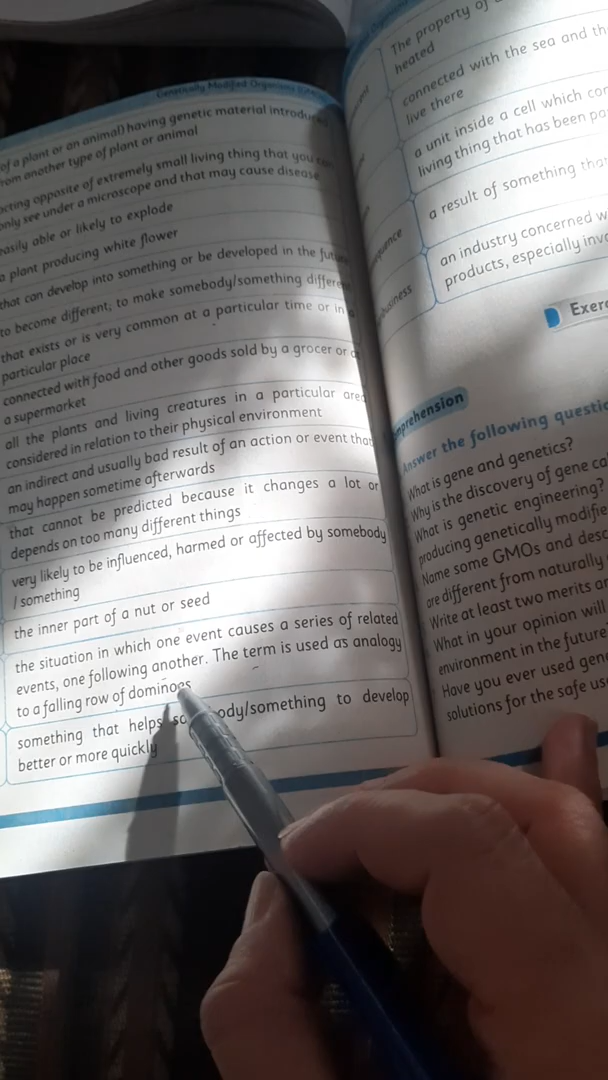 Genetically Modified Organisms
of a plant or an animal) having genetic material introduced
from another type of plant or animal
acting opposite of extremely small living thing that you can
only see under a microscope and that may cause disease
easily able or likely to explode
a plant producing white flower
that can develop into something or be developed in the future
to become different; to make somebody/something different
that exists or is very common at a particular time or in a
particular place
connected with food and other goods sold by a grocer or a
a supermarket
all the plants and living creatures in a particular area
considered in relation to their physical environment
an indirect and usually bad result of an action or event that
may happen sometime afterwards
that cannot be predicted because it changes a lot or
depends on too many different things
very likely to be influenced, harmed or affected by somebody
/ something
the inner part of a nut or seed
the situation in which one event causes a series of related
events, one following another. The term is used as analogy
to a falling row of dominoes
something that helps somebody/something to develop
better or more quickly
The property of
heated
connected with the sea and
live there
a unit inside a cell which
living thing that has been
a result of something that
an industry concerned
products, especially
Answer the following
What is gene and genetics?
Why is the discovery of gene
What is genetic engineering?
producing genetically
Name some GMOs and
are different from naturally
Write at least two merits
What in your opinion will
environment in the future
Have you ever used
solutions for the safe